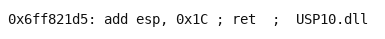 0x6ff821d5: add esp, 0x1C ; ret  ;  USP10.dll